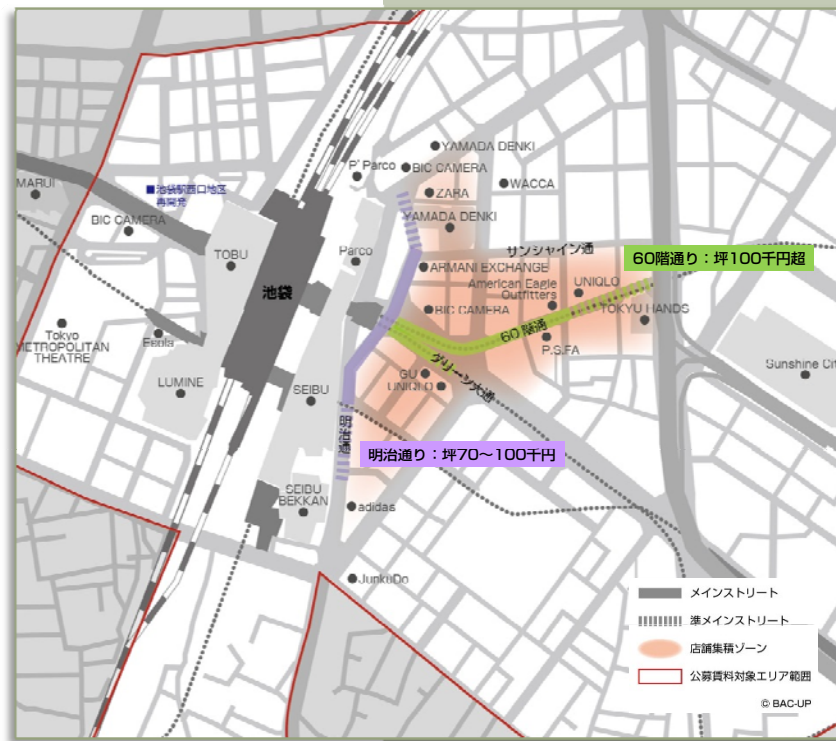 YAMADA DENKI
P' Parco
BIC CAMERA
WACCA
MARUI
■池袋駅西口地区
再開発
ZARA
BIC CAMERA
YAMADA DENKI
TOBU
Parco
サンシャイン通
60階通り：坪100千円超
池袋
ARMANI EXCHANGE
American Eagle
Outfitters
UNIQLO
BIC CAMERA
TOKYU HANDS
60階通
Tokyo
METROPOLITAN
THEATRE
Esola
P.S.FA
グリーン大通
Sunshine City
LUMINE
SEIBU
GU
UNIQLO
明治通
明治通り：坪70～100千円
SEIBU
BEKKAN
adidas
JunkuDo
メインストリート
準メインストリート
店舗集積ゾーン
公募賃料対象エリア範囲
© BAC-UP